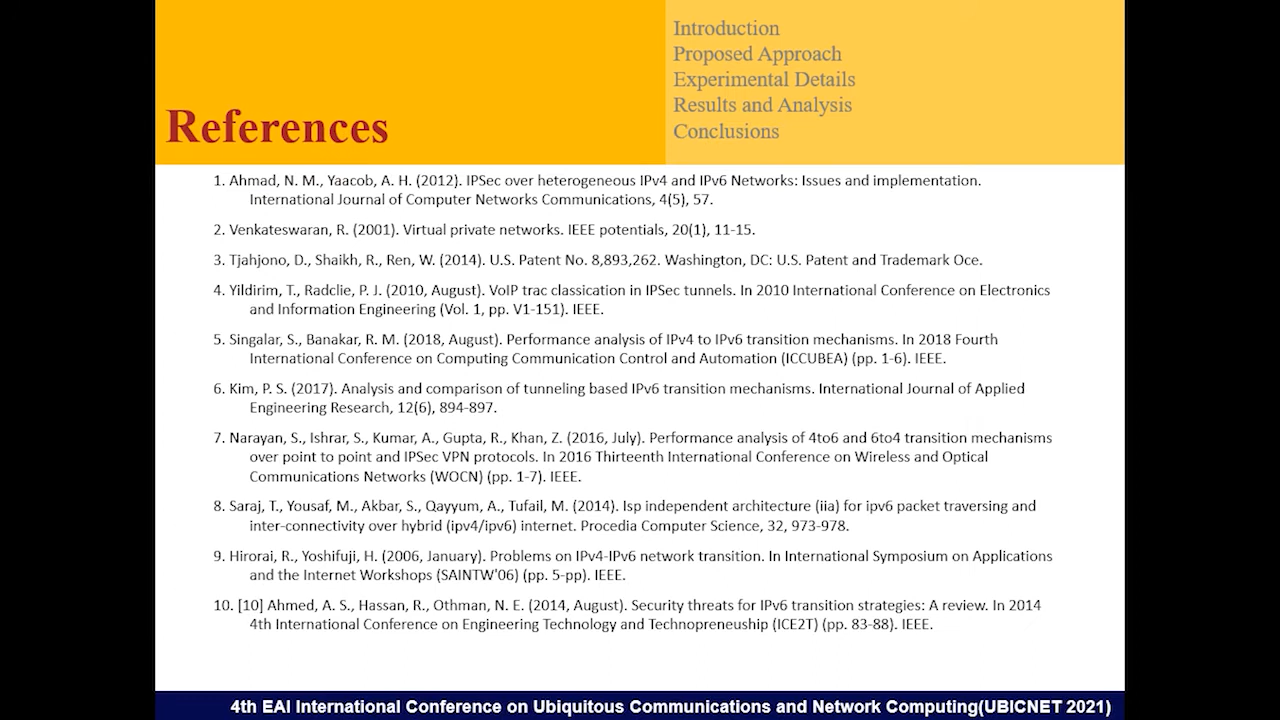 Introduction
Proposed Approach
Experimental Details
Results and Analysis
Conclusions
References
1. Ahmad, N. M., Yaacob, A. H. (2012). IPSec over heterogeneous IPv4 and IPv6 Networks: Issues and implementation.
International Journal of Computer Networks Communications, 4(5), 57.
2. Venkateswaran, R. (2001). Virtual private networks. IEEE potentials, 20(1), 11-15.
3. Tjahjono, D., Shaikh, R., Ren, W. (2014). U.S. Patent No. 8,893,262. Washington, DC: U.S. Patent and Trademark Oce.
4. Yildirim, T., Radclie, P. J. (2010, August). VoIP trac classication in IPSec tunnels. In 2010 International Conference on Electronics
and Information Engineering (Vol. 1, pp. V1-151). IEEE.
5. Singalar, S., Banakar, R. M. (2018, August). Performance analysis of IPv4 to IPv6 transition mechanisms. In 2018 Fourth
International Conference on Computing Communication Control and Automation (ICCUBEA) (pp. 1-6). IEEE.
6. Kim, P. S. (2017). Analysis and comparison of tunneling based IPv6 transition mechanisms. International Journal of Applied
Engineering Research, 12(6), 894-897.
7. Narayan, S., Ishrar, S., Kumar, A., Gupta, R., Khan, Z. (2016, July). Performance analysis of 4to6 and 6to4 transition mechanisms
over point to point and IPSec VPN protocols. In 2016 Thirteenth International Conference on Wireless and Optical
Communications Networks (WOCN) (pp. 1-7). IEEE.
8. Saraj, T., Yousaf, M., Akbar, S., Qayyum, A., Tufail, M. (2014). Isp independent architecture (iia) for ipv6 packet traversing and
inter-connectivity over hybrid (ipv4/ipv6) internet. Procedia Computer Science, 32, 973-978.
9. Hirorai, R., Yoshifuji, H. (2006, January). Problems on IPv4-IPv6 network transition. In International Symposium on Applications
and the Internet Workshops (SAINTW'06) (pp. 5-pp). IEEE.
10. [10] Ahmed, A. S., Hassan, R., Othman, N. E. (2014, August). Security threats for IPv6 transition strategies: A review. In 2014
4th International Conference on Engineering Technology and Technopreneuship (ICE2T) (pp. 83-88). IEEE.
4th EAI International Conference on Ubiquitous Communications and Network Computing(UBICNET 2021)